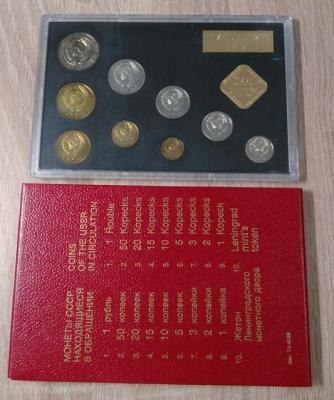 МОНЕТЫ СССР
НАХОДЯЩИЕСЯ
В ОБРАЩЕНИИ:
1. 1 рубль
2. 50 копеек
3. 20 копеек
4. 15 копеек
5. 10 копеек
6. 5 копеек
7. 3 копейки
8. 2 копейки
9. 1 копейка
10. Жетон
Ленинградского
монетного двора
COINS
OF THE USSR
IN CIRCULATION
1. 1 Rouble
2. 50 Kopecks
3. 20 Kopecks
4. 15 Kopecks
5. 10 Kopecks
6. 5 Kopecks
7. 3 Kopecks
8. 2 Kopecks
9. 1 Kopeck
10. Leningrad
mint's
token